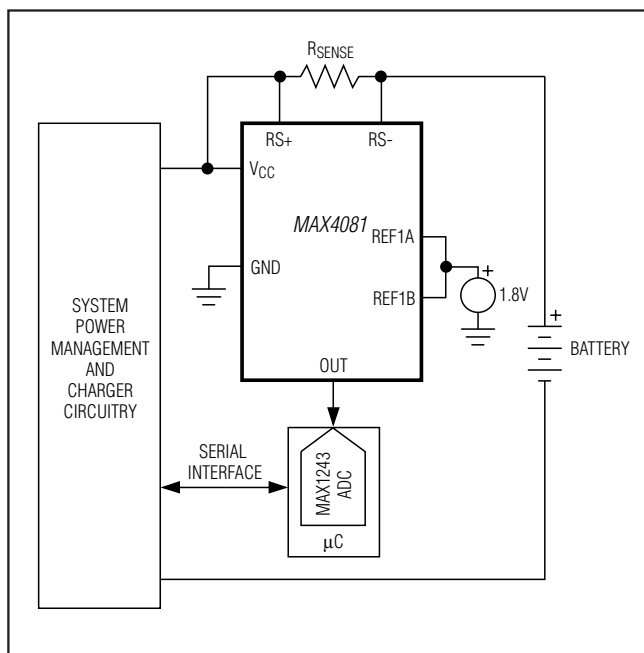 RSENSE
RS+
RS-
VCC
MAX4081
REF1A
GND
REF1B
+
1.8V
SYSTEM
POWER
MANAGEMENT
AND
CHARGER
CIRCUITRY
+
BATTERY
OUT
SERIAL
INTERFACE
MAX1243
ADC
μC